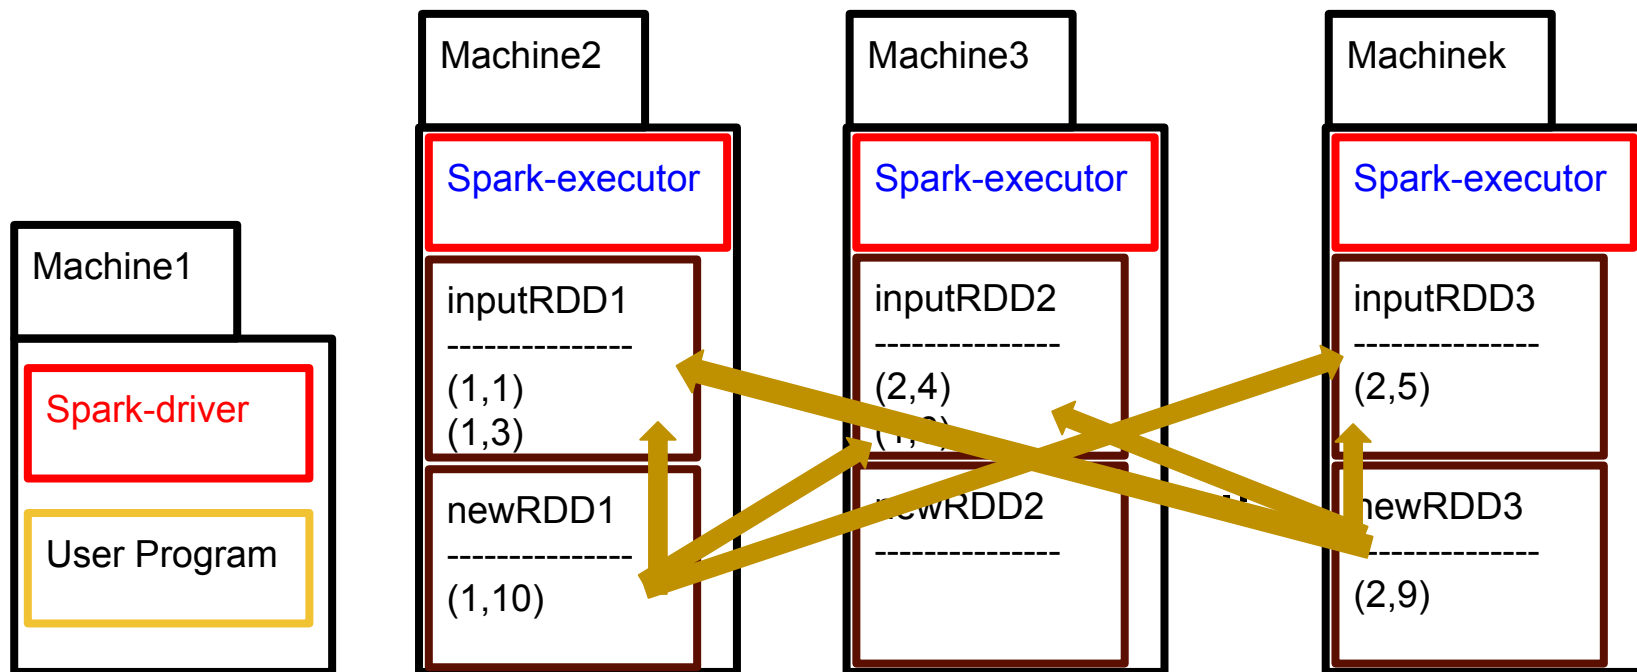 Machine1
Spark-driver
User Program
Machine2
Spark-executor
inputRDD1
---------------
(1,1)
(1,3)
newRDD1
---------------
(1,10)
Machine3
Spark-executor
inputRDD2
---------------
(2,4)
newRDD2
---------------
Machinek
Spark-executor
inputRDD3
---------------
(2,5)
newRDD3
---------------
(2,9)